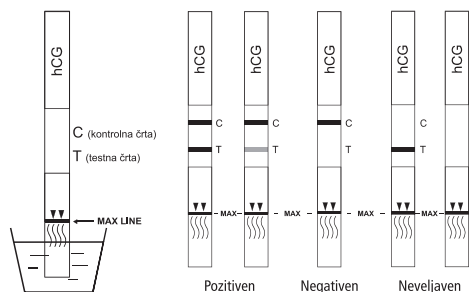 hCG
C (kontrolna črta)
T (testna črta)
MAX LINE
hCG hCG hCG hCG hCG
C C C C
T T T T
MAX MAX MAX MAX
Pozitiven Negativen Neveljaven